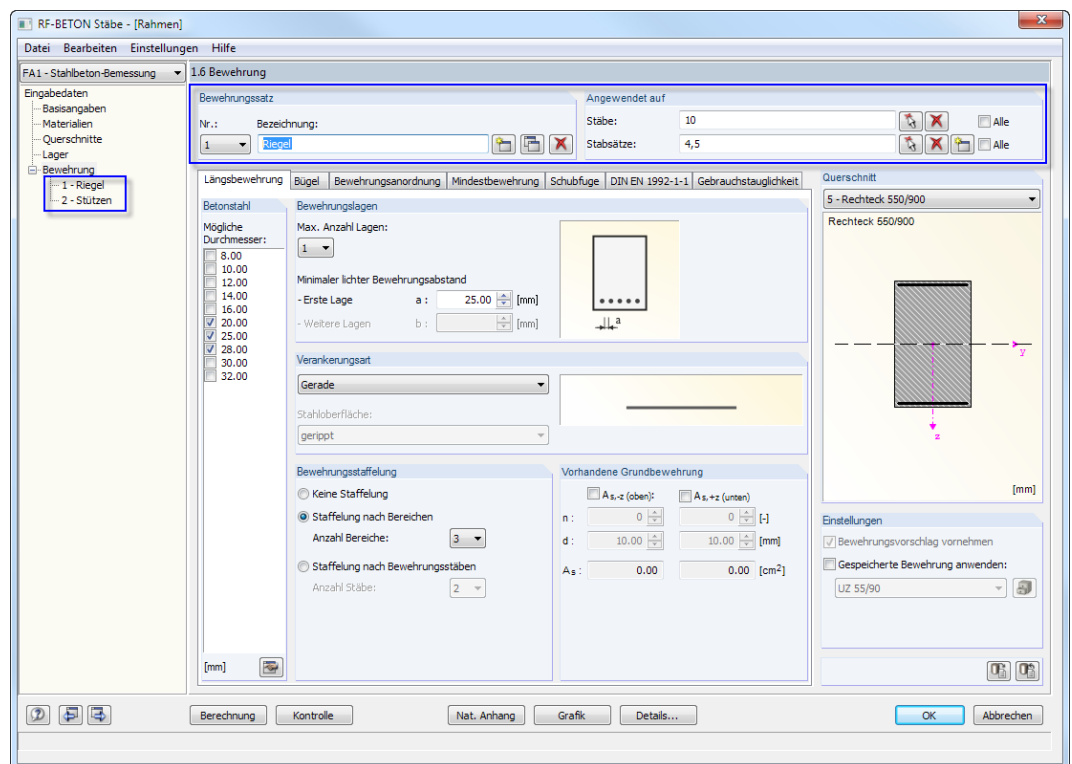 RF-BETON Stäbe - [Rahmen]
Datei Bearbeiten Einstellungen Hilfe
FA1 - Stahlbeton-Bemessung
1.6 Bewehrung
Eingabedaten
Basisangaben
Materialien
Querschnitte
Lager
Bewehrung
1 - Riegel
2 - Stützen
Bewehrungssatz
Nr.: Bezeichnung:
1 Riegel
Angewendet auf
Stäbe: 10 Alle
Stabsätze: 4,5 Alle
Längsbewehrung Bügel Bewehrungsanordnung Mindestbewehrung Schubfuge DIN EN 1992-1-1 Gebrauchstauglichkeit
Betonstahl
Mögliche
Durchmesser:
8.00
10.00
12.00
14.00
16.00
20.00
25.00
28.00
30.00
32.00
[mm]
Bewehrungslagen
Max. Anzahl Lagen:
1
Minimaler lichter Bewehrungsabstand
- Erste Lage a : 25.00 [mm]
- Weitere Lagen b : [mm]
a
Verankerungsart
Gerade
Stahloberfläche:
gerippt
Bewehrungsstaffelung
Keine Staffelung
Staffelung nach Bereichen
Anzahl Bereiche: 3
Staffelung nach Bewehrungsstäben
Anzahl Stäbe: 2
Vorhandene Grundbewehrung
As,-z (oben): As,+z (unten)
n : 0 0 [-]
d : 10.00 10.00 [mm]
As : 0.00 0.00 [cm2]
Querschnitt
5 - Rechteck 550/900
Rechteck 550/900
y
z
[mm]
Einstellungen
Bewehrungsvorschlag vornehmen
Gespeicherte Bewehrung anwenden:
UZ 55/90
Berechnung Kontrolle Nat. Anhang Grafik Details... OK Abbrechen